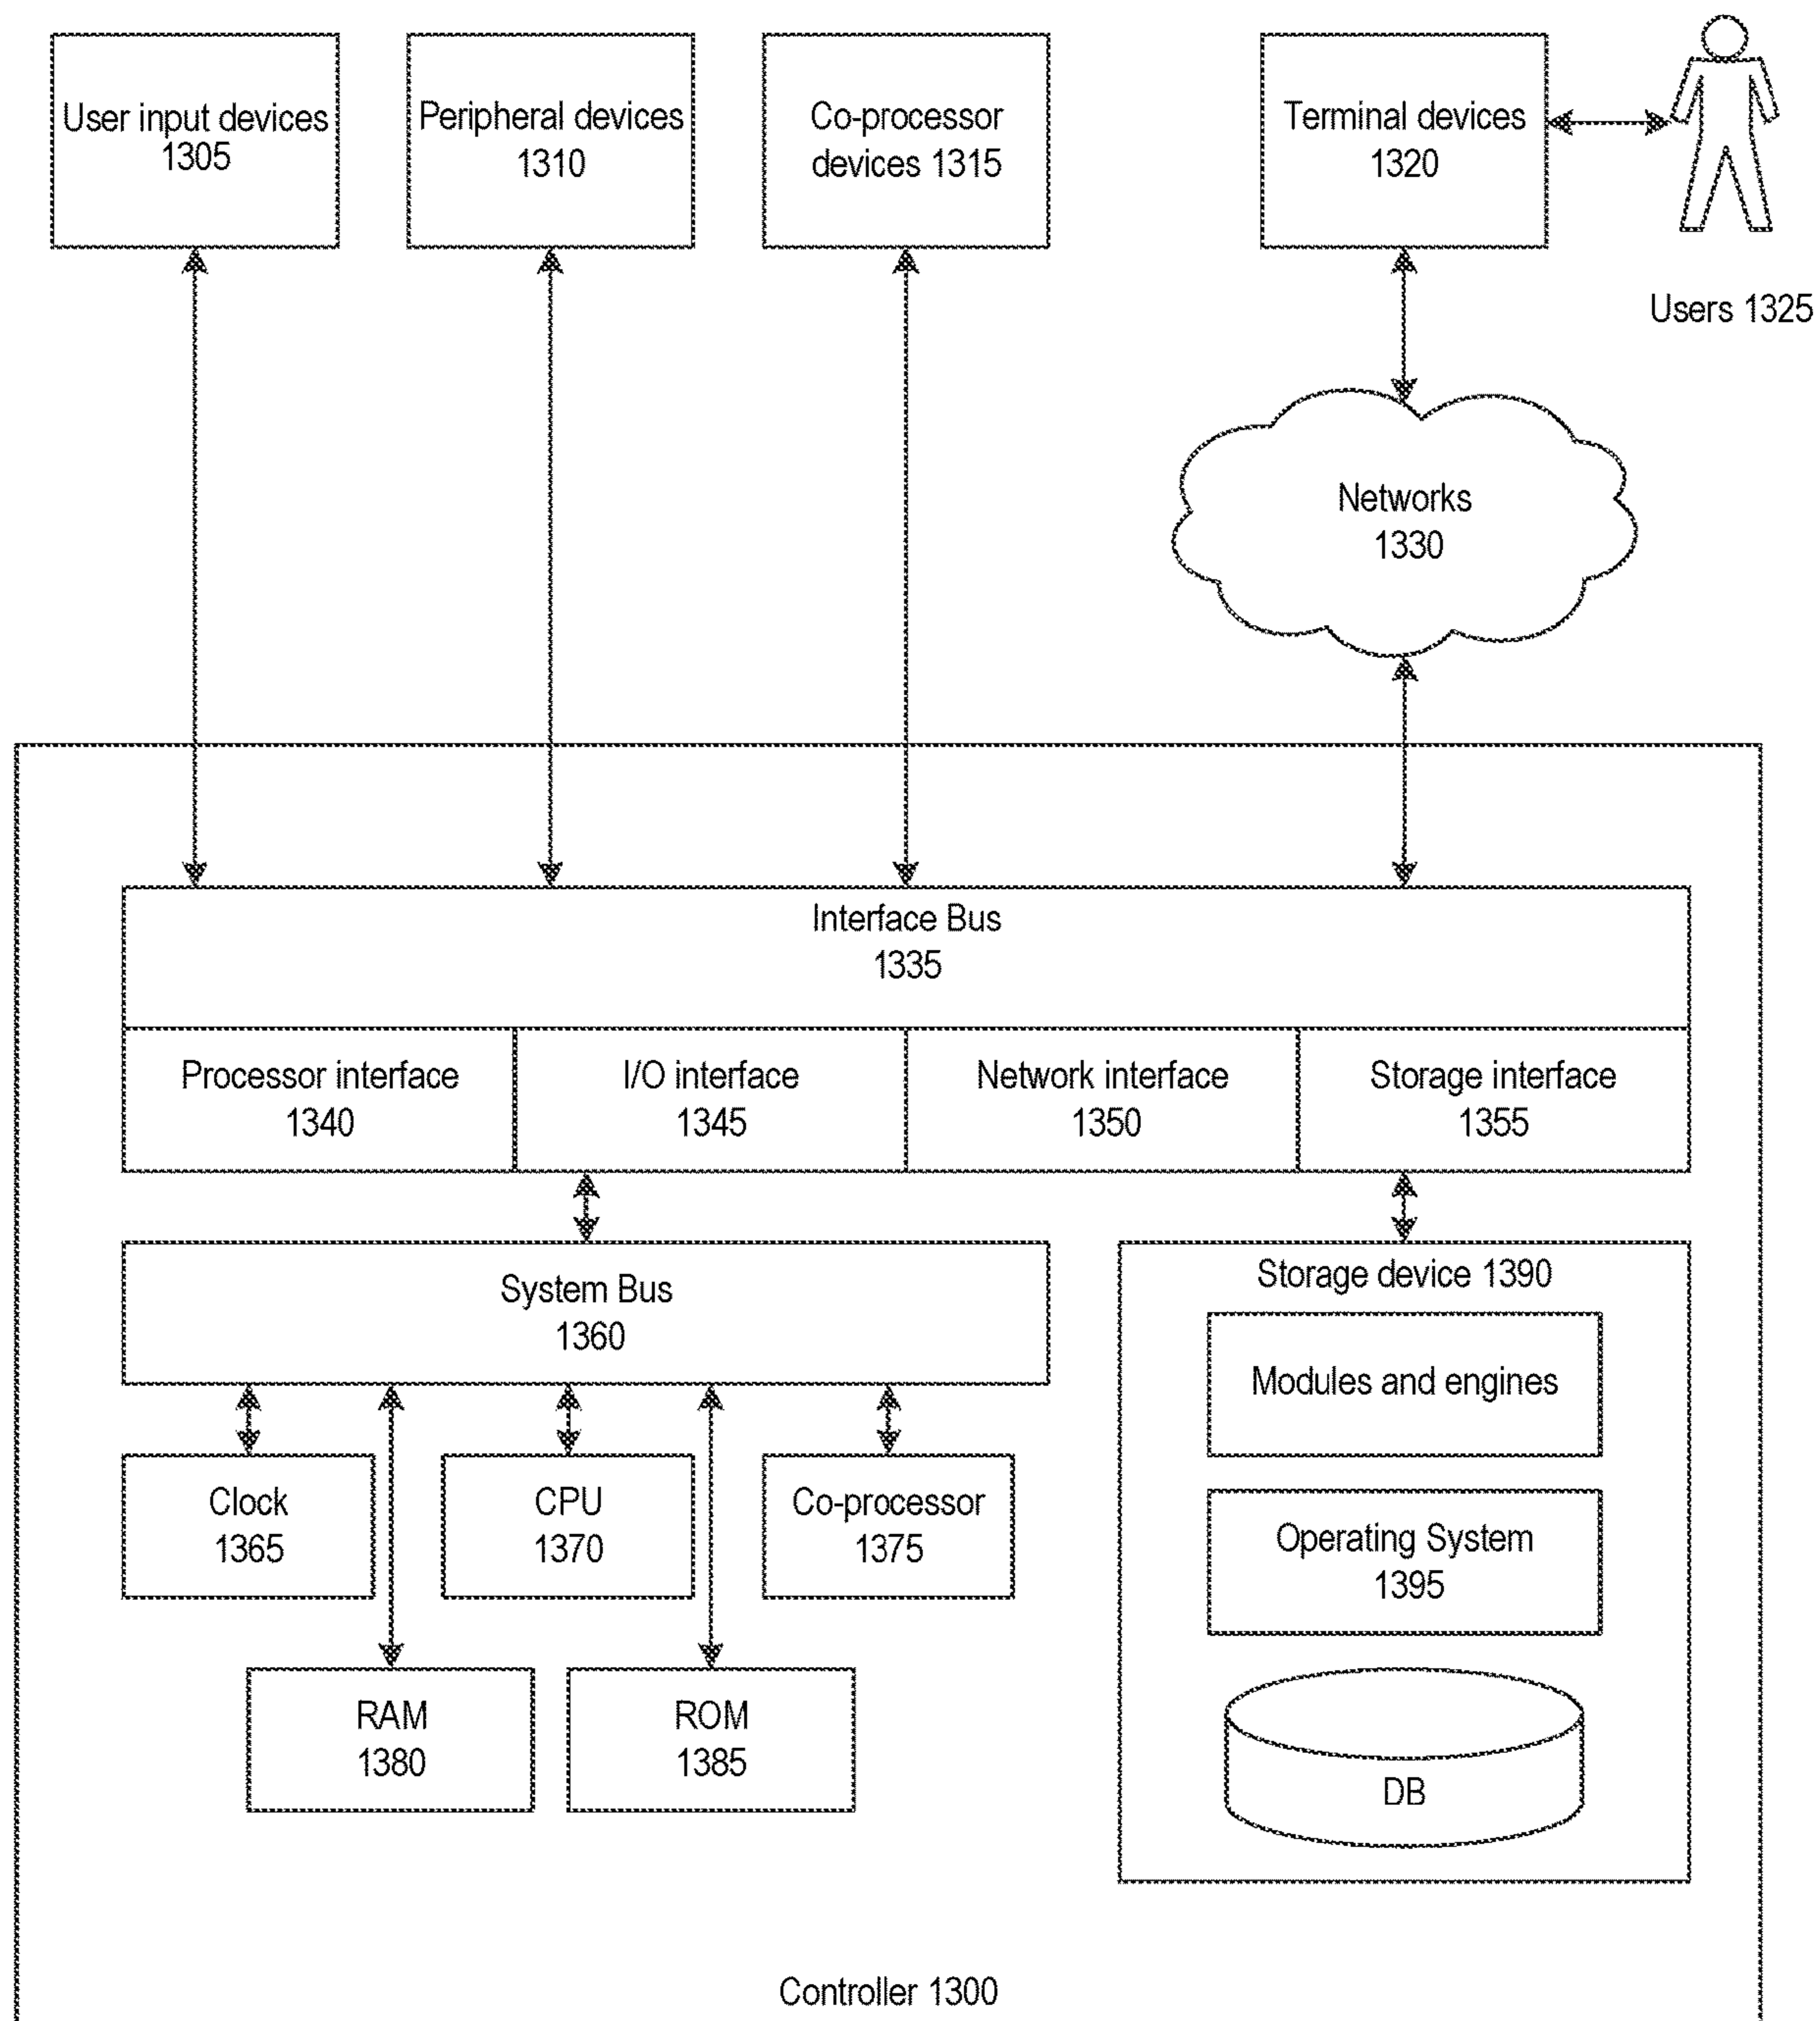 User input devices
1305
Peripheral devices
1310
Co-processor
devices 1315
Terminal devices
1320
Users 1325
Networks
1330
Interface Bus
1335
Processor interface
1340
I/O interface
1345
Network interface
1350
Storage interface
1355
System Bus
1360
Storage device 1390
Modules and engines
Clock
1365
CPU
1370
Co-processor
1375
Operating System
1395
RAM
1380
ROM
1385
DB
Controller 1300